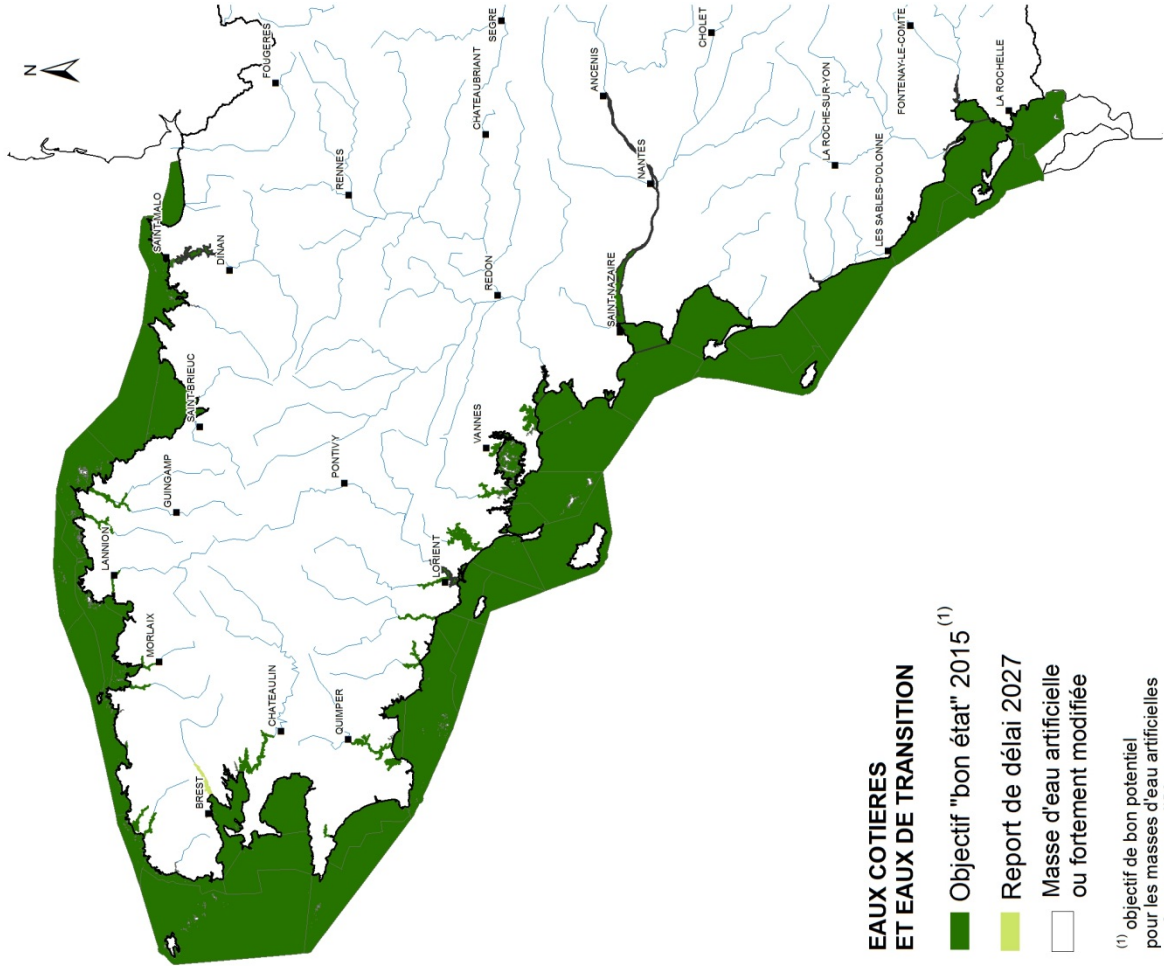 N
FOUGERES
SAINT-MALO
DINAN
RENNES
SAINT-BRIEUC
GUINGAMP
LANNION
MORLAIX
PONTIVY
BREST
CHATEAULIN
QUIMPER
LORIENT
VANNES
REDON
CHATEAUBRIANT
SEGRE
ANCENIS
SAINT-NAZAIRE
NANTES
CHOLET
LA ROCHE-SUR-YON
LES SABLES-D'OLONNE
FONTENAY-LE-COMTE
LA ROCHELLE
EAUX COTIERES
ET EAUX DE TRANSITION
Objectif "bon état" 2015 (1)
Report de délai 2027
Masse d'eau artificielle
ou fortement modifiée
(1) objectif de bon potentiel
pour les masses d'eau artificielles